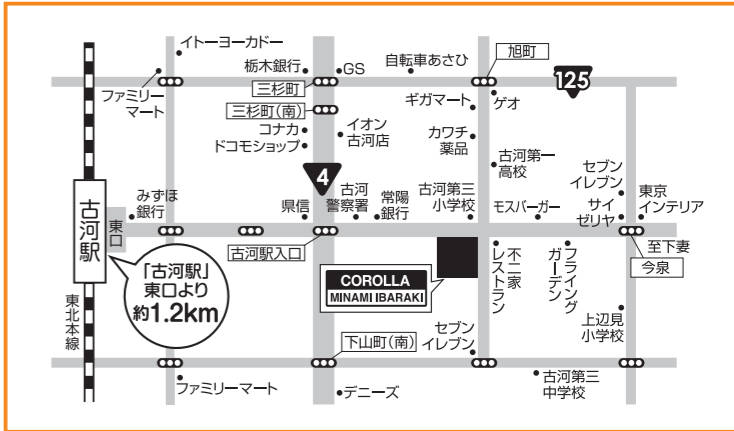 イトーヨーカドー
栃木銀行
GS
自転車あさひ
旭町
125
ファミリー
マート
三杉町
三杉町(南)
ギガマート
ゲオ
コナカ
ドコモショップ
イオン
古河店
カワチ
薬品
古河第一
高校
4
セブン
イレブン
みずほ
銀行
県信
古河
警察署
常陽
銀行
古河第三
小学校
モスバーガー
サイ
ゼリヤ
東京
インテリア
古河駅
東口
古河駅入口
至下妻
今泉
COROLLA
MINAMI IBARAKI
不二家
レストラン
フライング
ガーデン
「古河駅」
東口より
約1.2km
東北本線
上辺見
小学校
下山町(南)
セブン
イレブン
ファミリーマート
デニーズ
古河第三
中学校